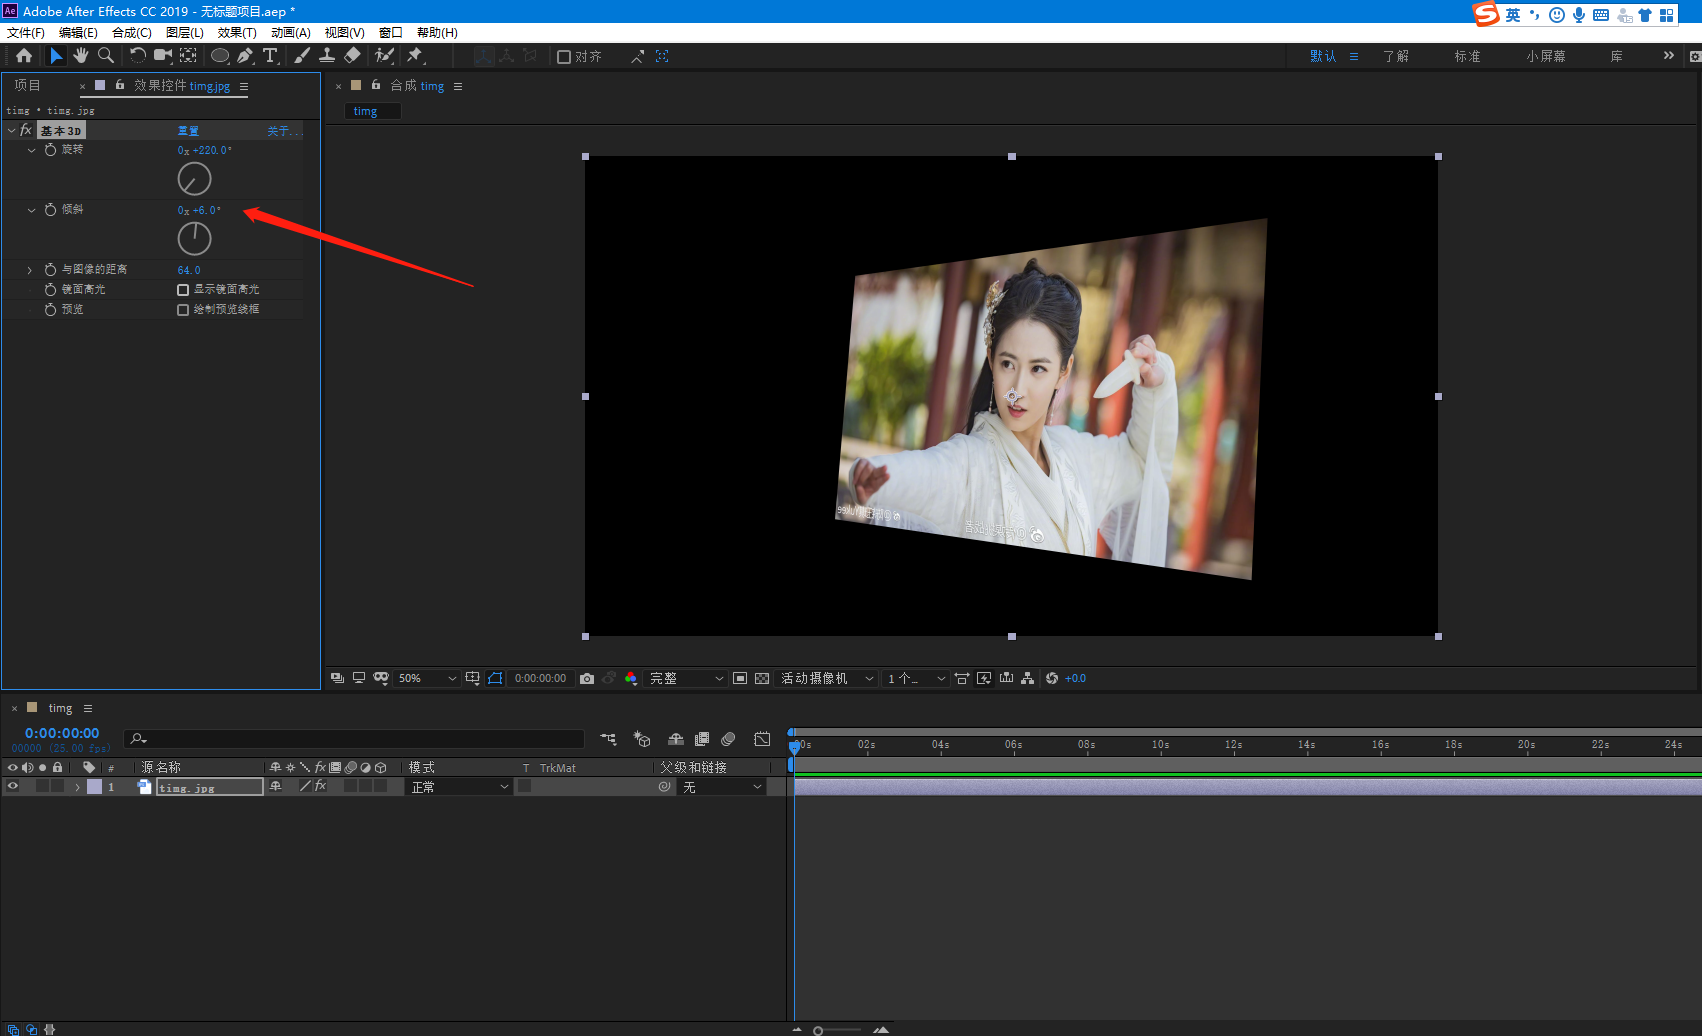 Ae Adobe After Effects CC 2019 - 无标题项目.aep *
英
文件(F) 编辑(E) 合成(C) 图层(L) 效果(T) 动画(A) 视图(V) 窗口 帮助(H)
对齐 默认 了解 标准 小屏幕 库
项目 效果控件 timg.jpg
timg • timg.jpg
fx 基本3D 重置 关于...
旋转 0x +220.0°
倾斜 0x +6.0°
与图像的距离 64.0
镜面高光 显示镜面高光
预览 绘制预览线框
合成 timg
timg
50% 0:00:00:00 完整 活动摄像机 1 个... +0.0
timg
0:00:00:00
00000 (25.00 fps)
:00s 02s 04s 06s 08s 10s 12s 14s 16s 18s 20s 22s 24s
# 源名称 fx 模式 T TrkMat 父级和链接
1 timg.jpg fx 正常 无